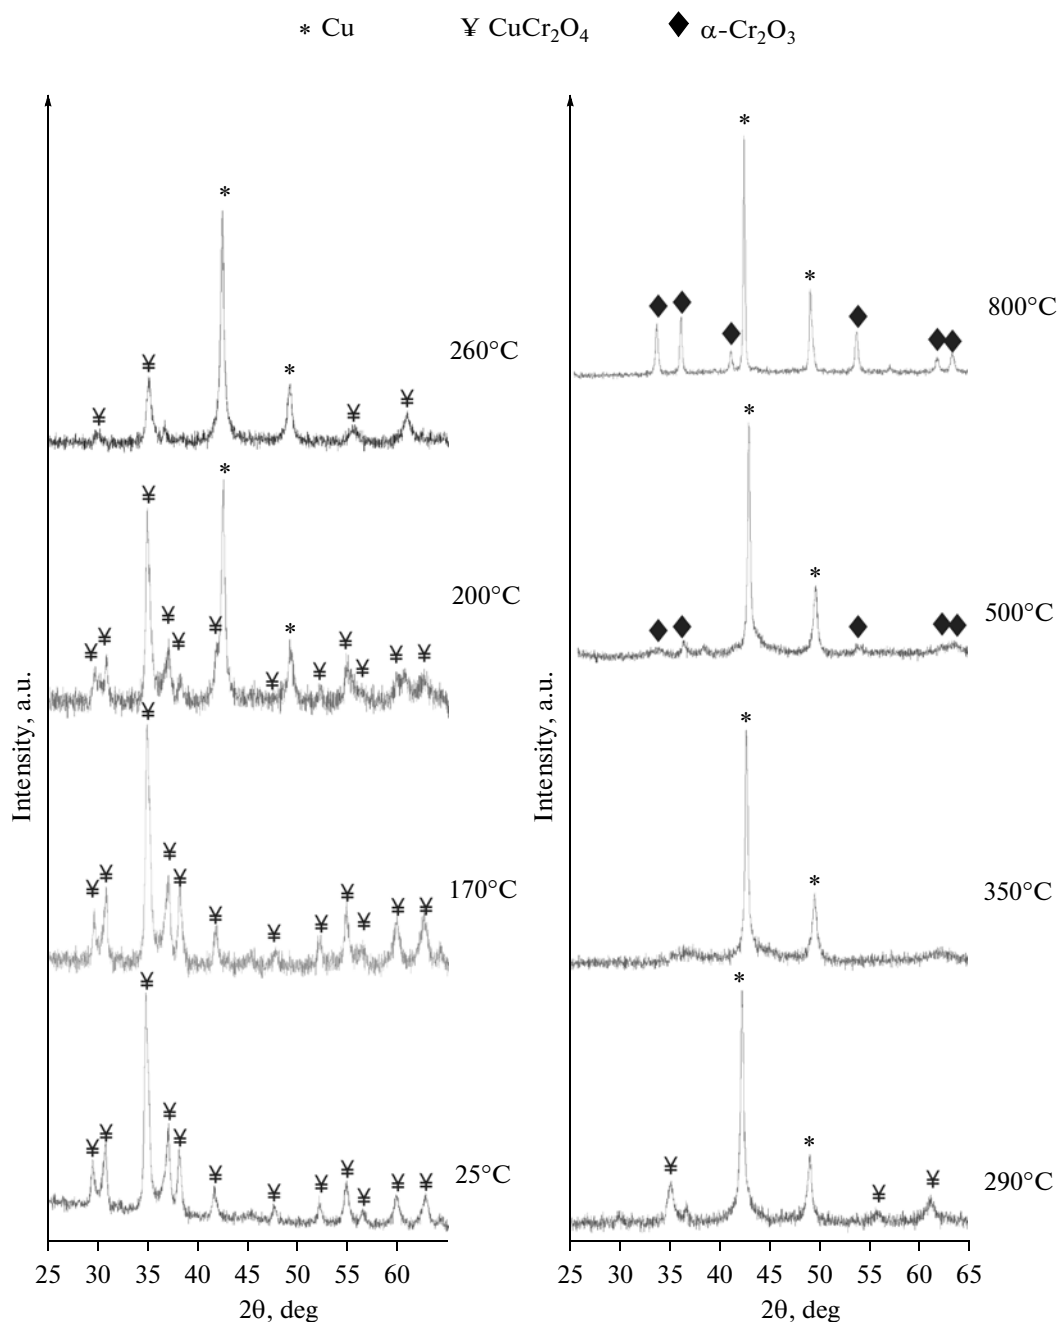 * Cu ¥ CuCr₂O₄ ◆ α-Cr₂O₃
260°C
200°C
170°C
25°C
Intensity, a.u.
25 30 35 40 45 50 55 60
2θ, deg
800°C
500°C
350°C
290°C
Intensity, a.u.
25 30 35 40 45 50 55 60 65
2θ, deg